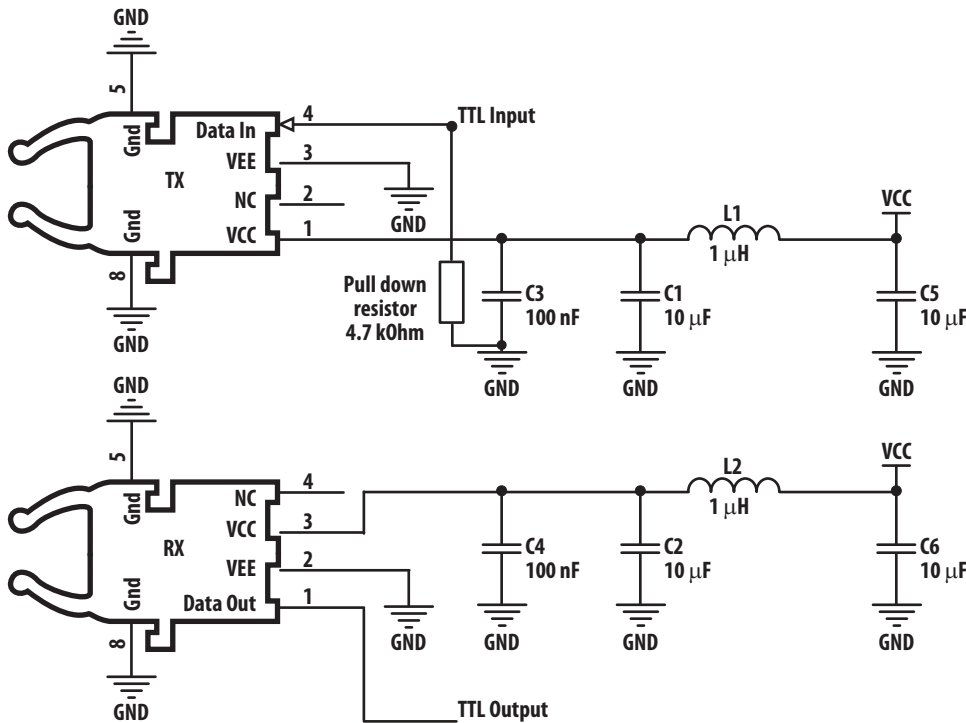 GND
5
Gnd
Data In
4
TTL Input
VEE
3
TX
NC
2
GND
VCC
1
Gnd
8
GND
L1
1 μH
VCC
Pull down
resistor
4.7 kOhm
C3
100 nF
C1
10 μF
C5
10 μF
GND
GND
GND
GND
5
Gnd
NC
4
VCC
3
RX
VEE
2
Data Out
1
GND
Gnd
8
GND
L2
1 μH
VCC
C4
100 nF
C2
10 μF
C6
10 μF
GND
GND
GND
TTL Output